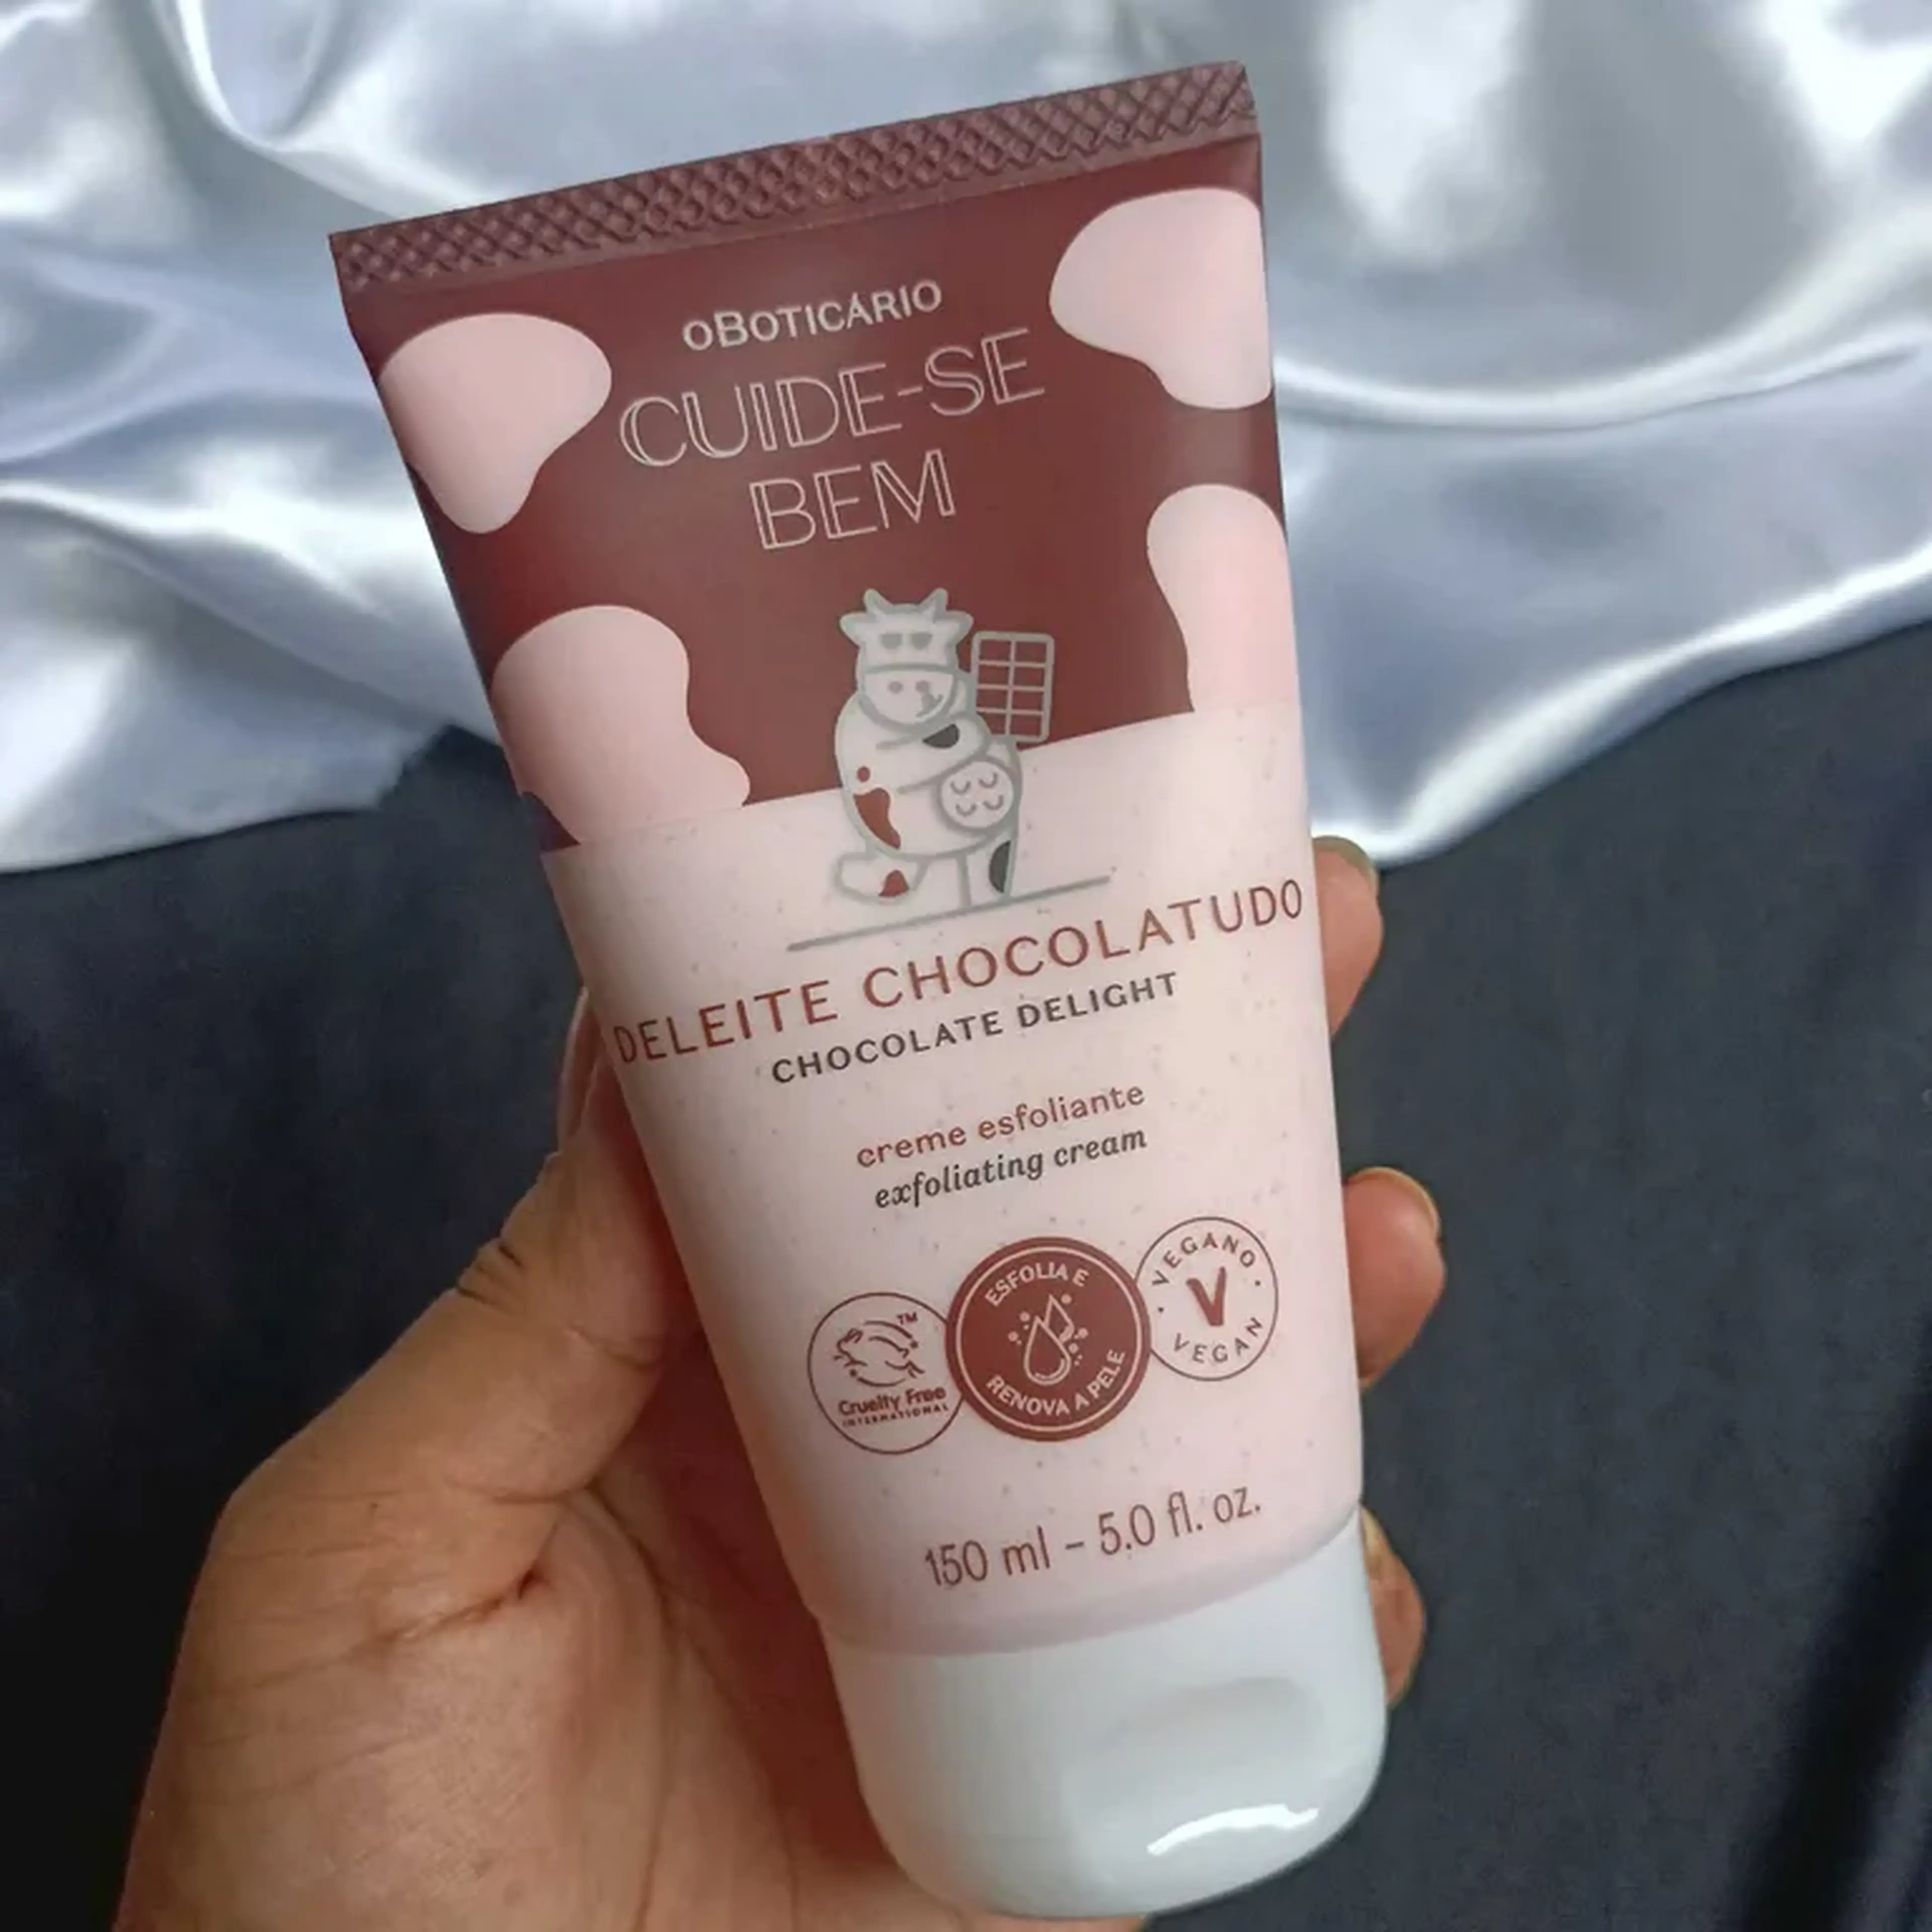 oBOTICÁRIO
CUIDE-SE
BEM
DELEITE CHOCOLATUDO
CHOCOLATE DELIGHT
creme esfoliante
exfoliating cream
TM
Cruelty Free
INTERNATIONAL
ESFOLIA E
RENOVA A PELE
VEGANO
V
VEGAN
150 ml - 5.0 fl. oz.